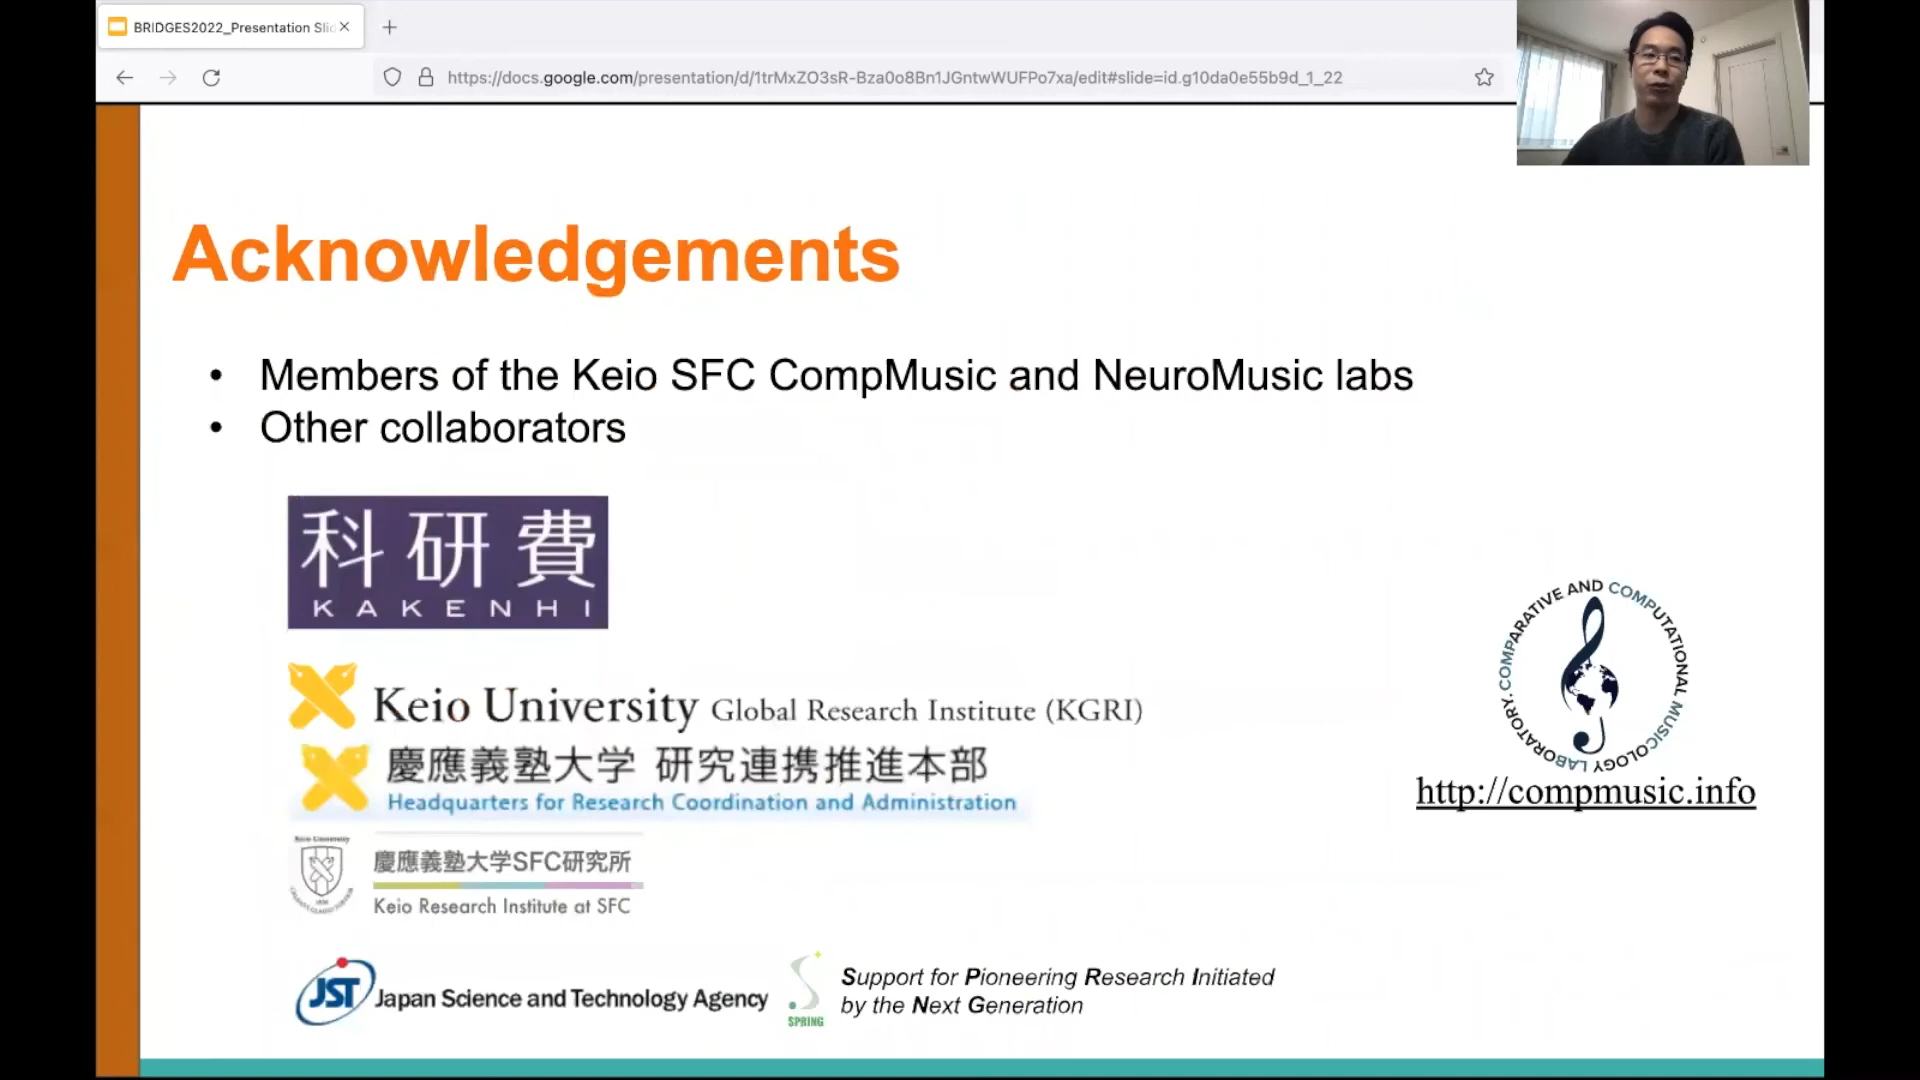 BRIDGES2022_Presentation Slid
https://docs.google.com/presentation/d/1trMxZO3sR-Bza0o8Bn1JGntwWUFPo7xa/edit#slide=id.g10da0e55b9d_1_22
Acknowledgements
• Members of the Keio SFC CompMusic and NeuroMusic labs
• Other collaborators
科研費
KAKENHI
Keio University Global Research Institute (KGRI)
慶應義塾大学 研究連携推進本部
Headquarters for Research Coordination and Administration
Keio University
慶應義塾大学SFC研究所
Keio Research Institute at SFC
COMPARATIVE AND COMPUTATIONAL MUSICOLOGY LABORATORY.
http://compmusic.info
JST Japan Science and Technology Agency
SPRING
Support for Pioneering Research Initiated
by the Next Generation